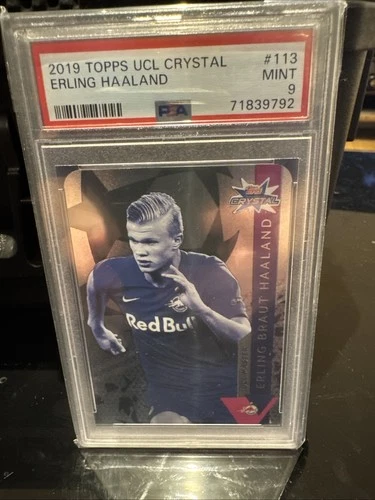 2019 TOPPS UCL CRYSTAL #113
ERLING HAALAND MINT
9
PSA 71839792
CRYSTAL
ERLING BRAUT HAALAND
Red Bull